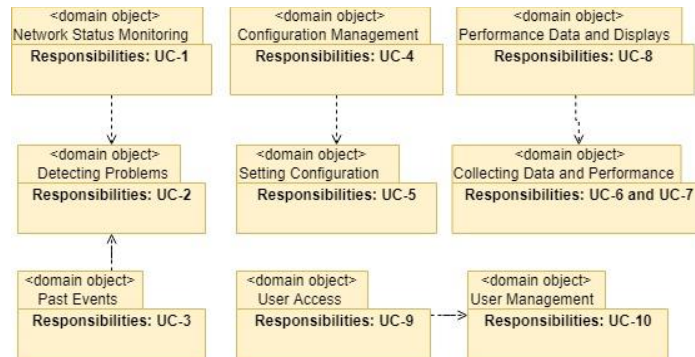 <domain object>
Network Status Monitoring
Responsibilities: UC-1
<domain object>
Configuration Management
Responsibilities: UC-4
<domain object>
Performance Data and Displays
Responsibilities: UC-8
<domain object>
Detecting Problems
Responsibilities: UC-2
<domain object>
Setting Configuration
Responsibilities: UC-5
<domain object>
Collecting Data and Performance
Responsibilities: UC-6 and UC-7
<domain object>
Past Events
Responsibilities: UC-3
<domain object>
User Access
Responsibilities: UC-9
<domain object>
User Management
Responsibilities: UC-10